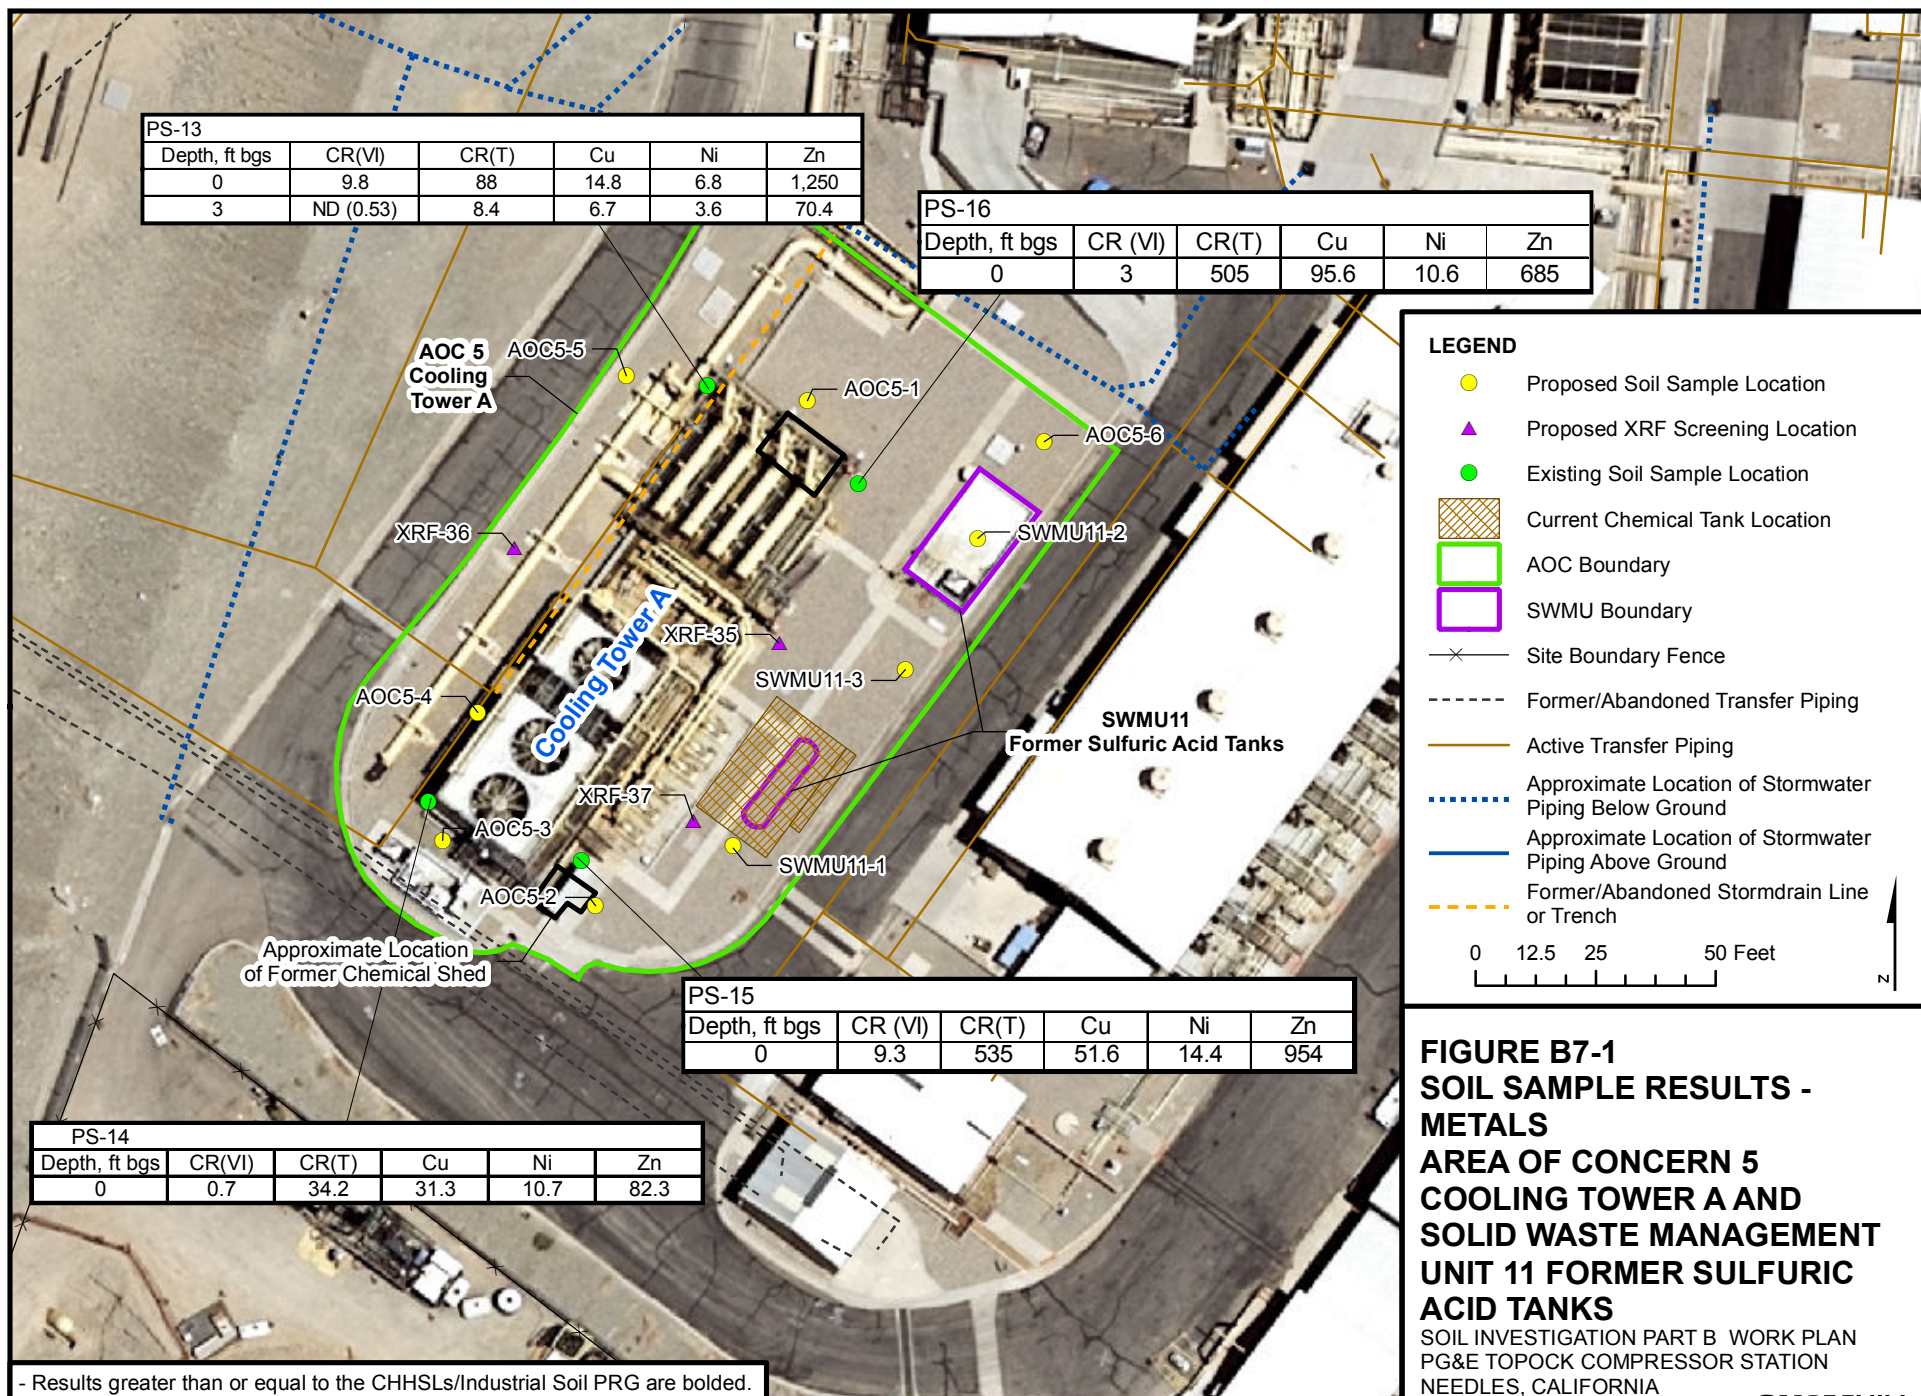 PS-13
Depth, ft bgs CR(VI) CR(T) Cu Ni Zn
0 9.8 88 14.8 6.8 1,250
3 ND (0.53) 8.4 6.7 3.6 70.4
PS-16
Depth, ft bgs CR (VI) CR(T) Cu Ni Zn
0 3 505 95.6 10.6 685
AOC 5
Cooling
Tower A
AOC5-5
AOC5-1
AOC5-6
XRF-36
SWMU11-2
Cooling Tower A
XRF-35
SWMU11-3
AOC5-4
SWMU11
Former Sulfuric Acid Tanks
XRF-37
AOC5-3
SWMU11-1
AOC5-2
Approximate Location
of Former Chemical Shed
PS-15
Depth, ft bgs CR (VI) CR(T) Cu Ni Zn
0 9.3 535 51.6 14.4 954
PS-14
Depth, ft bgs CR(VI) CR(T) Cu Ni Zn
0 0.7 34.2 31.3 10.7 82.3
- Results greater than or equal to the CHHSLs/Industrial Soil PRG are bolded.
LEGEND
Proposed Soil Sample Location
Proposed XRF Screening Location
Existing Soil Sample Location
Current Chemical Tank Location
AOC Boundary
SWMU Boundary
Site Boundary Fence
Former/Abandoned Transfer Piping
Active Transfer Piping
Approximate Location of Stormwater
Piping Below Ground
Approximate Location of Stormwater
Piping Above Ground
Former/Abandoned Stormdrain Line
or Trench
0 12.5 25 50 Feet
Z
FIGURE B7-1
SOIL SAMPLE RESULTS -
METALS
AREA OF CONCERN 5
COOLING TOWER A AND
SOLID WASTE MANAGEMENT
UNIT 11 FORMER SULFURIC
ACID TANKS
SOIL INVESTIGATION PART B WORK PLAN
PG&E TOPOCK COMPRESSOR STATION
NEEDLES, CALIFORNIA